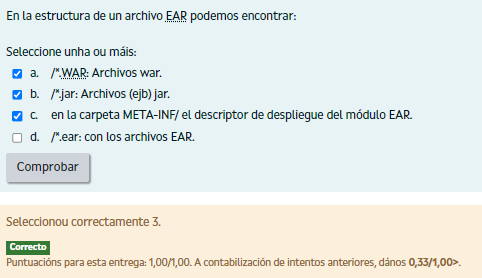 En la estructura de un archivo EAR podemos encontrar:
Seleccione unha ou máis:
a. /*.WAR: Archivos war.
b. /*.jar: Archivos (ejb) jar.
c. en la carpeta META-INF/ el descriptor de despliegue del módulo EAR.
d. /*.ear: con los archivos EAR.
Comprobar
Seleccionou correctamente 3.
Correcto
Puntuacións para esta entrega: 1,00/1,00. A contabilización de intentos anteriores, dános 0,33/1,00>.